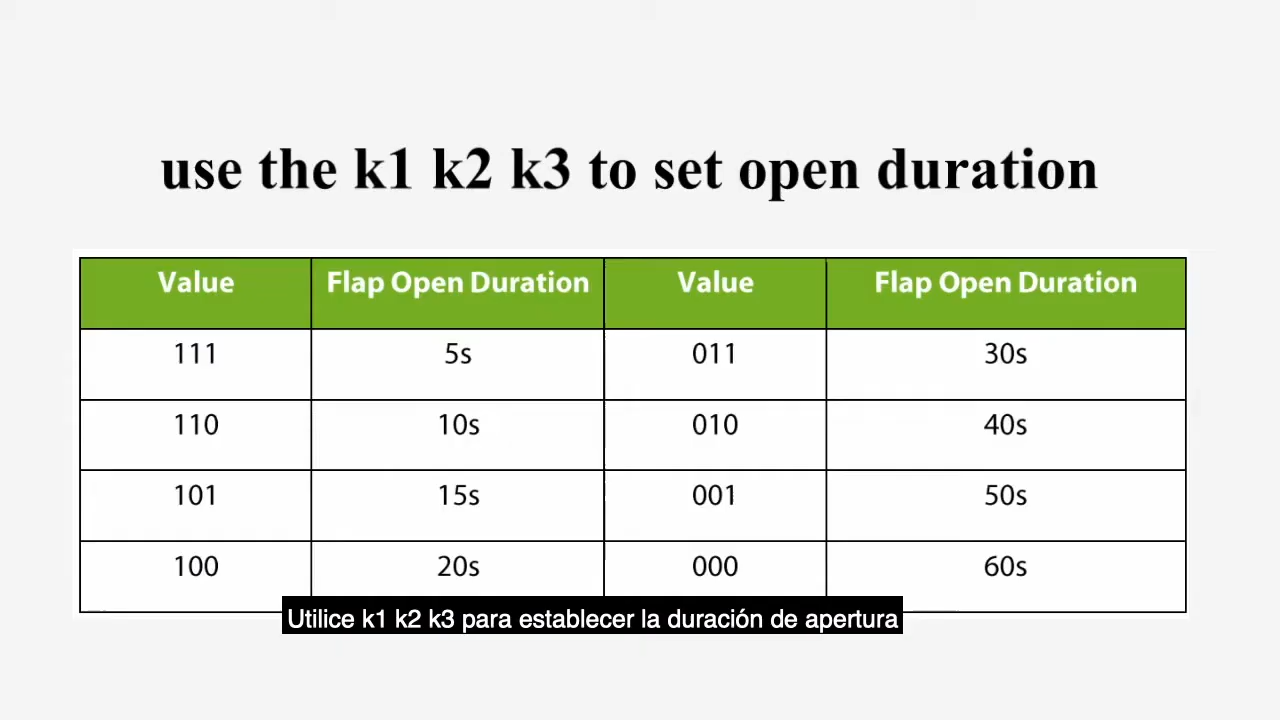 use the k1 k2 k3 to set open duration
Value Flap Open Duration Value Flap Open Duration
111 5s 011 30s
110 10s 010 40s
101 15s 001 50s
100 20s 000 60s
Utilice k1 k2 k3 para establecer la duración de apertura